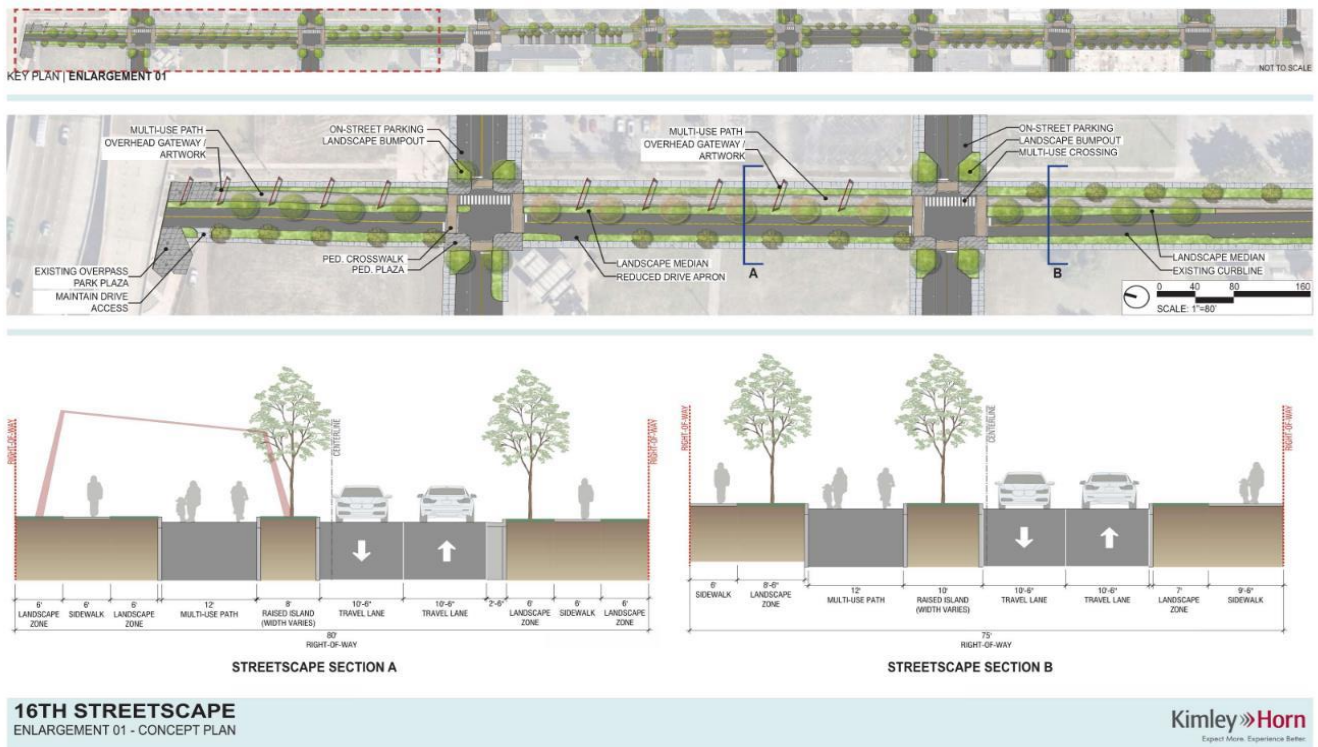 KEY PLAN | ENLARGEMENT 01
NOT TO SCALE
MULTI-USE PATH
OVERHEAD GATEWAY /
ARTWORK
ON-STREET PARKING
LANDSCAPE BUMPOUT
MULTI-USE PATH
OVERHEAD GATEWAY /
ARTWORK
ON-STREET PARKING
LANDSCAPE BUMPOUT
MULTI-USE CROSSING
EXISTING OVERPASS
PARK PLAZA
MAINTAIN DRIVE
ACCESS
PED. CROSSWALK
PED. PLAZA
LANDSCAPE MEDIAN
REDUCED DRIVE APRON
A
B
LANDSCAPE MEDIAN
EXISTING CURBLINE
0 40 80 160
SCALE: 1"=80'
RIGHT-OF-WAY
CENTERLINE
RIGHT-OF-WAY
6' 6' 6' 12' 8' 10'-6" 10'-6" 2'-6" 6' 6' 6'
LANDSCAPE SIDEWALK LANDSCAPE MULTI-USE PATH RAISED ISLAND TRAVEL LANE TRAVEL LANE LANDSCAPE SIDEWALK LANDSCAPE
ZONE ZONE (WIDTH VARIES) ZONE ZONE
80'
RIGHT-OF-WAY
STREETSCAPE SECTION A
RIGHT-OF-WAY
CENTERLINE
RIGHT-OF-WAY
6' 8'-6" 12' 10' 10'-6" 10'-6" 7' 9'-6"
SIDEWALK LANDSCAPE MULTI-USE PATH RAISED ISLAND TRAVEL LANE TRAVEL LANE LANDSCAPE SIDEWALK
ZONE (WIDTH VARIES) ZONE
75'
RIGHT-OF-WAY
STREETSCAPE SECTION B
16TH STREETSCAPE
ENLARGEMENT 01 - CONCEPT PLAN
Kimley»Horn
Expect More. Experience Better.